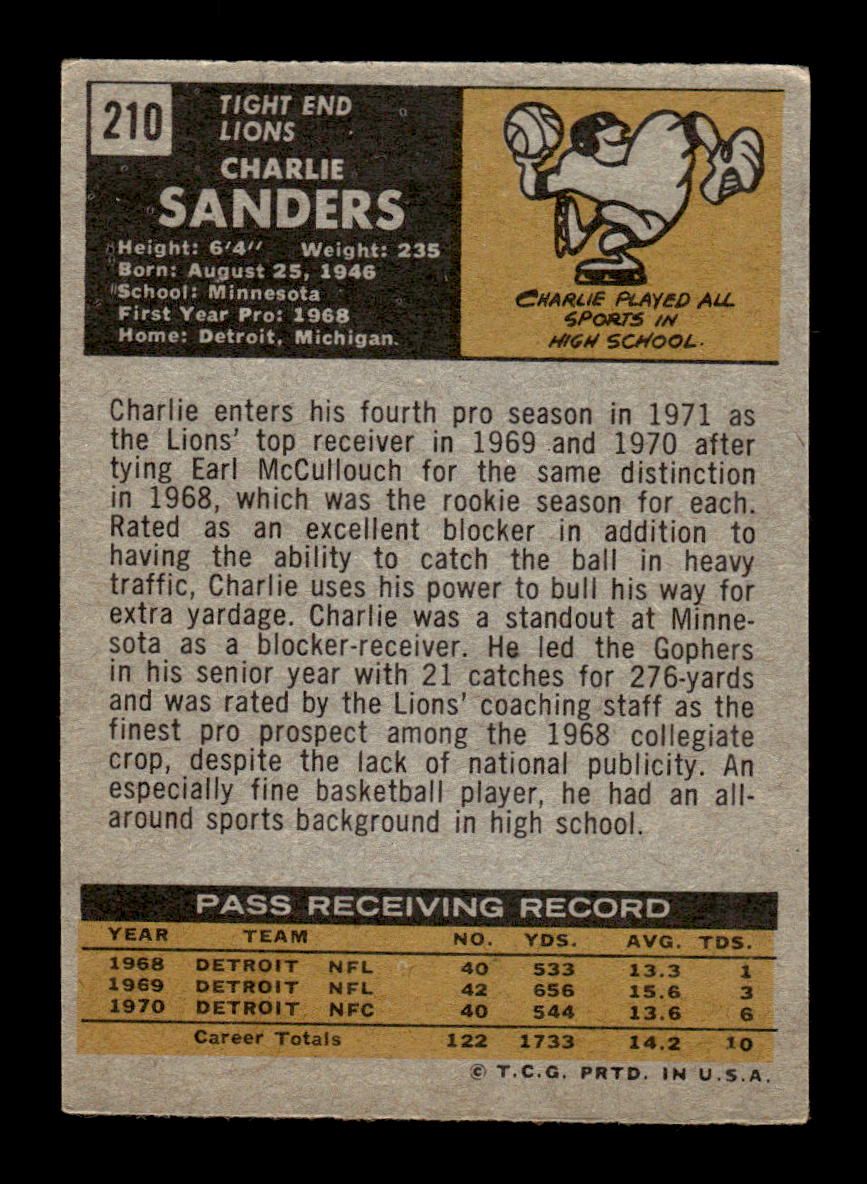 210
TIGHT END
LIONS
CHARLIE
SANDERS
Height: 6'4" Weight: 235
Born: August 25, 1946
School: Minnesota
First Year Pro: 1968
Home: Detroit, Michigan.
CHARLIE PLAYED ALL
SPORTS IN
HIGH SCHOOL.
Charlie enters his fourth pro season in 1971 as
the Lions' top receiver in 1969 and 1970 after
tying Earl McCullouch for the same distinction
in 1968, which was the rookie season for each.
Rated as an excellent blocker in addition to
having the ability to catch the ball in heavy
traffic, Charlie uses his power to bull his way for
extra yardage. Charlie was a standout at Minne-
sota as a blocker-receiver. He led the Gophers
in his senior year with 21 catches for 276-yards
and was rated by the Lions' coaching staff as the
finest pro prospect among the 1968 collegiate
crop, despite the lack of national publicity. An
especially fine basketball player, he had an all-
around sports background in high school.
PASS RECEIVING RECORD
YEAR TEAM NO. YDS. AVG. TDS.
1968 DETROIT NFL 40 533 13.3 1
1969 DETROIT NFL 42 656 15.6 3
1970 DETROIT NFC 40 544 13.6 6
Career Totals 122 1733 14.2 10
© T.C.G. PRTD. IN U.S.A.